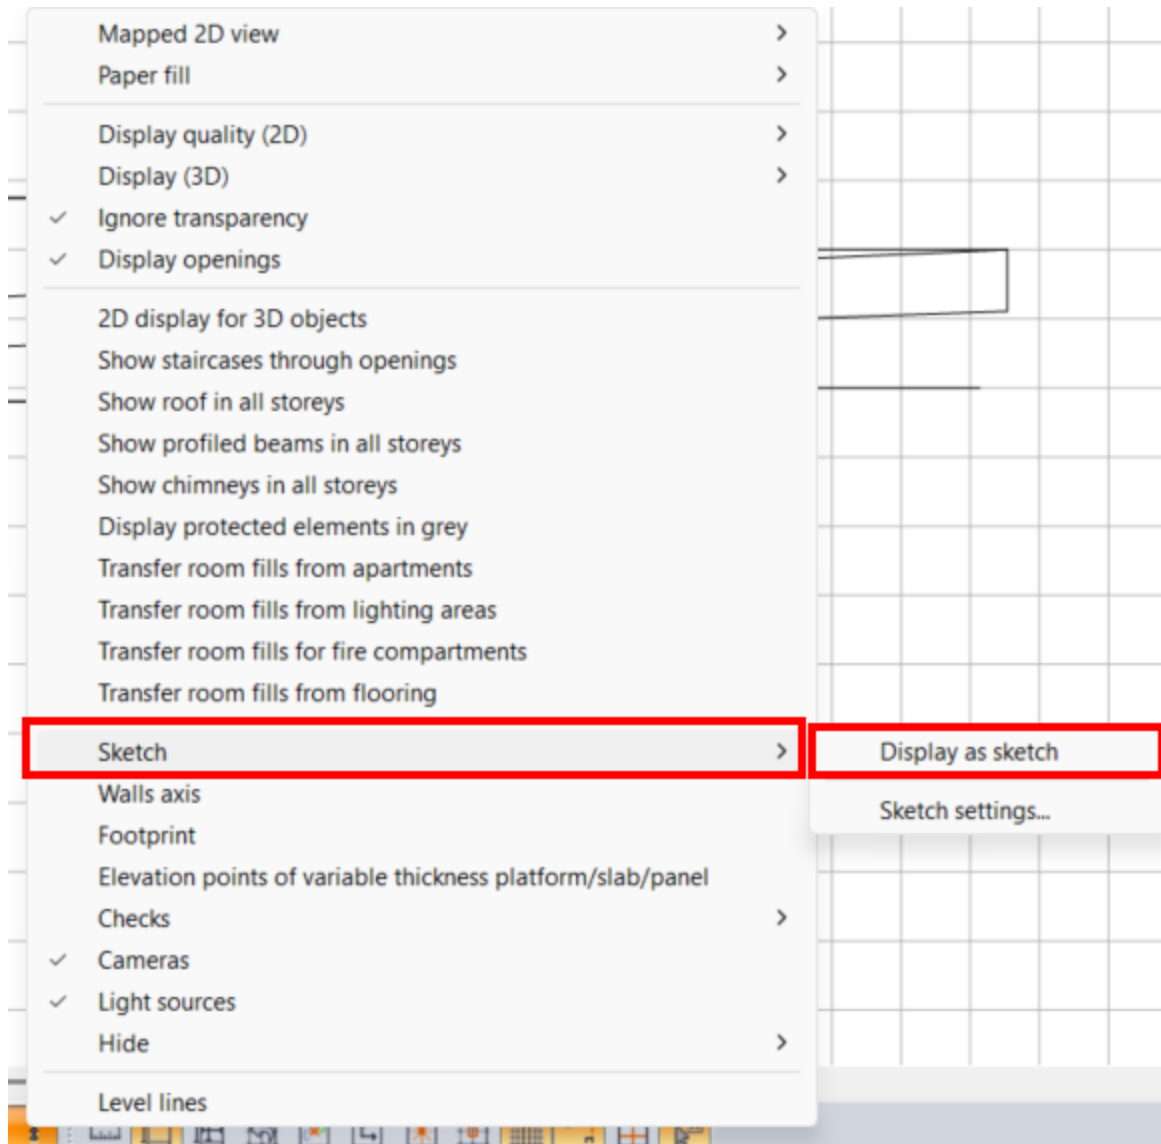 Mapped 2D view
Paper fill
Display quality (2D)
Display (3D)
Ignore transparency
Display openings
2D display for 3D objects
Show staircases through openings
Show roof in all storeys
Show profiled beams in all storeys
Show chimneys in all storeys
Display protected elements in grey
Transfer room fills from apartments
Transfer room fills from lighting areas
Transfer room fills for fire compartments
Transfer room fills from flooring
Sketch
Display as sketch
Walls axis
Sketch settings...
Footprint
Elevation points of variable thickness platform/slab/panel
Checks
Cameras
Light sources
Hide
Level lines